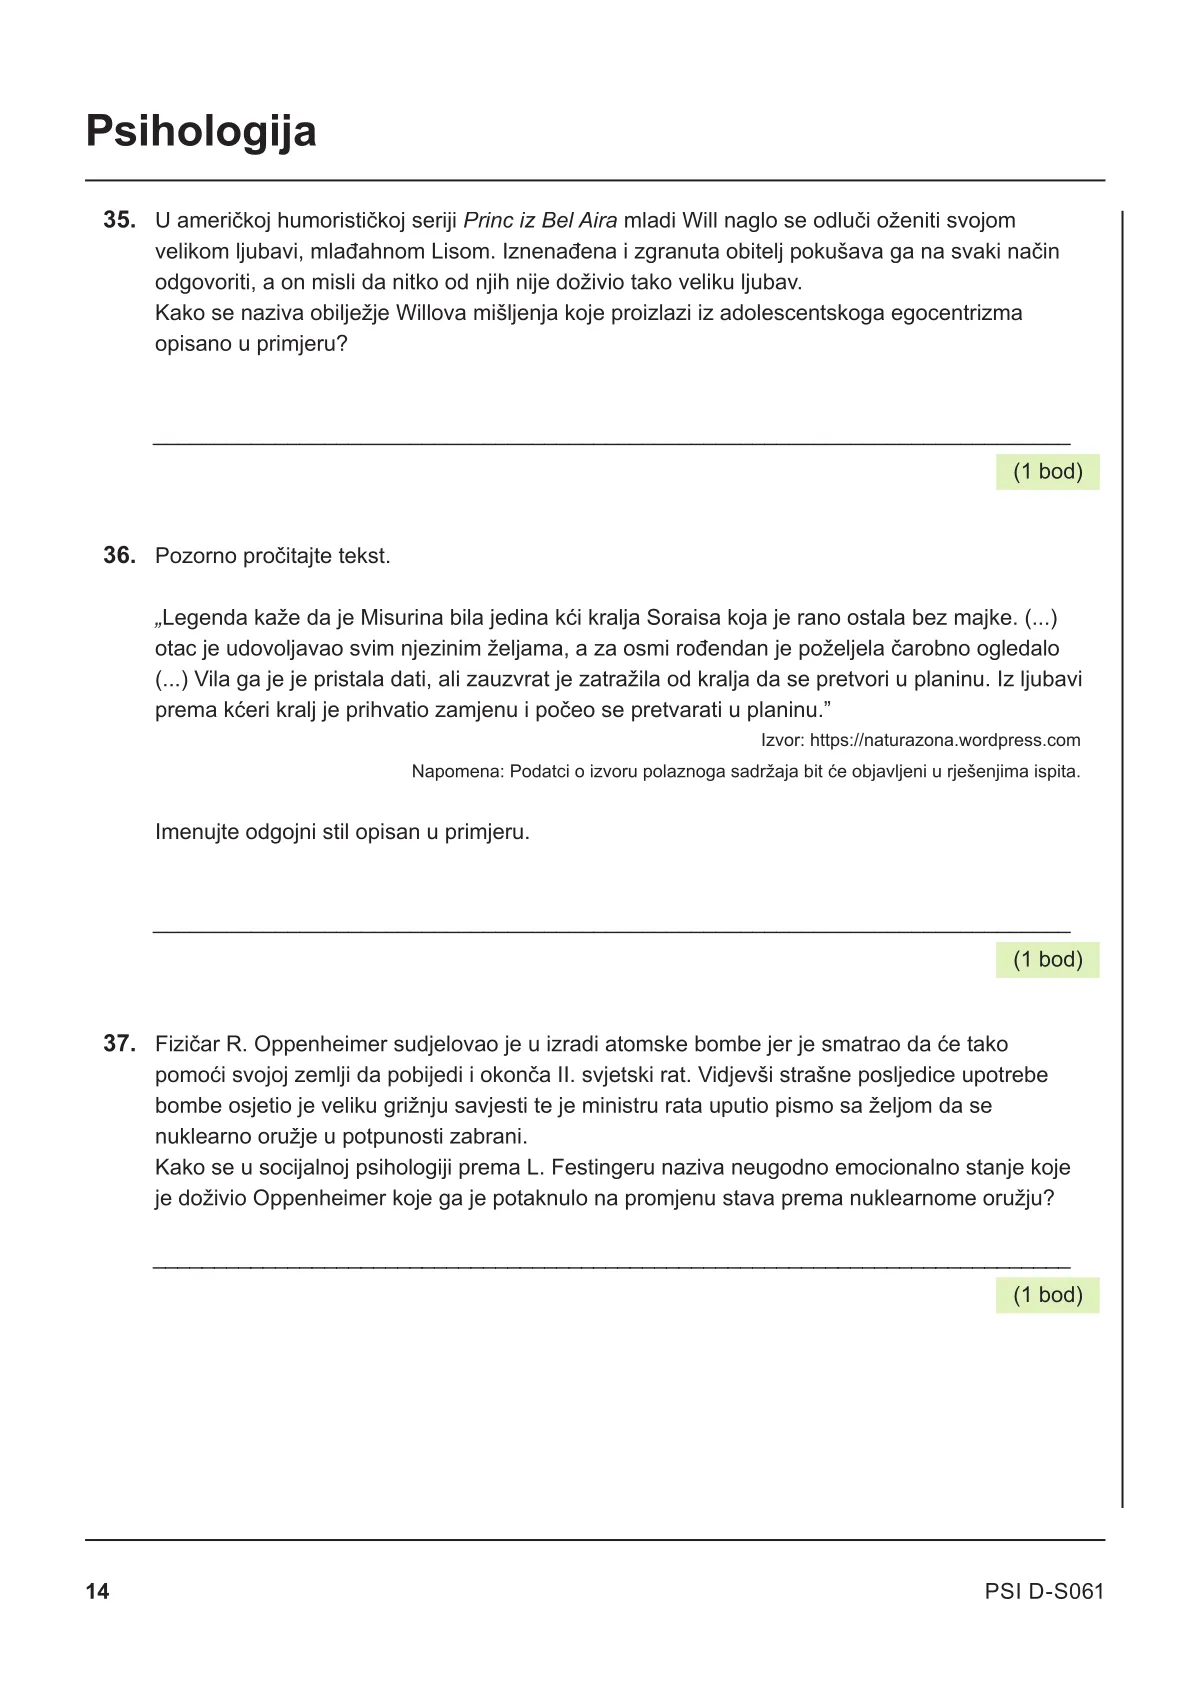 Psihologija
35. U američkoj humorističkoj seriji Princ iz Bel Aira mladi Will naglo se odluči oženiti svojom
velikom ljubavi, mlađahnom Lisom. Iznenađena i zgranuta obitelj pokušava ga na svaki način
odgovoriti, a on misli da nitko od njih nije doživio tako veliku ljubav.
Kako se naziva obilježje Willova mišljenja koje proizlazi iz adolescentskoga egocentrizma
opisano u primjeru?
(1 bod)
36. Pozorno pročitajte tekst.
„Legenda kaže da je Misurina bila jedina kći kralja Soraisa koja je rano ostala bez majke. (...)
otac je udovoljavao svim njezinim željama, a za osmi rođendan je poželjela čarobno ogledalo
(...) Vila ga je je pristala dati, ali zauzvrat je zatražila od kralja da se pretvori u planinu. Iz ljubavi
prema kćeri kralj je prihvatio zamjenu i počeo se pretvarati u planinu.”
Izvor: https://naturazona.wordpress.com
Napomena: Podatci o izvoru polaznoga sadržaja bit će objavljeni u rješenjima ispita.
Imenujte odgojni stil opisan u primjeru.
(1 bod)
37. Fizičar R. Oppenheimer sudjelovao je u izradi atomske bombe jer je smatrao da će tako
pomoći svojoj zemlji da pobijedi i okonča II. svjetski rat. Vidjevši strašne posljedice upotrebe
bombe osjetio je veliku grižnju savjesti te je ministru rata uputio pismo sa željom da se
nuklearno oružje u potpunosti zabrani.
Kako se u socijalnoj psihologiji prema L. Festingeru naziva neugodno emocionalno stanje koje
je doživio Oppenheimer koje ga je potaknulo na promjenu stava prema nuklearnome oružju?
(1 bod)
14
PSI D-S061